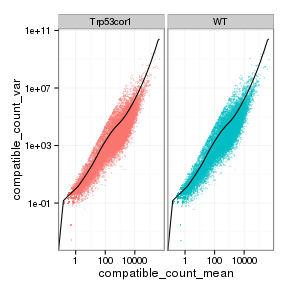 Trp53cor1 WT
1e+11
1e+07
1e+03
1e-01
compatible_count_var
1 100 10000 1 100 10000
compatible_count_mean